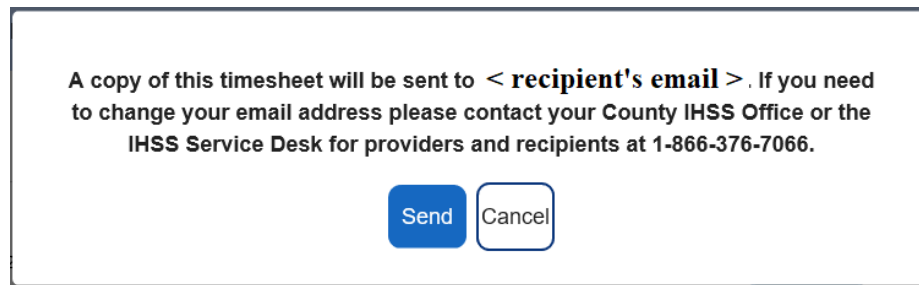 A copy of this timesheet will be sent to < recipient's email >. If you need
to change your email address please contact your County IHSS Office or the
IHSS Service Desk for providers and recipients at 1-866-376-7066.
Send Cancel